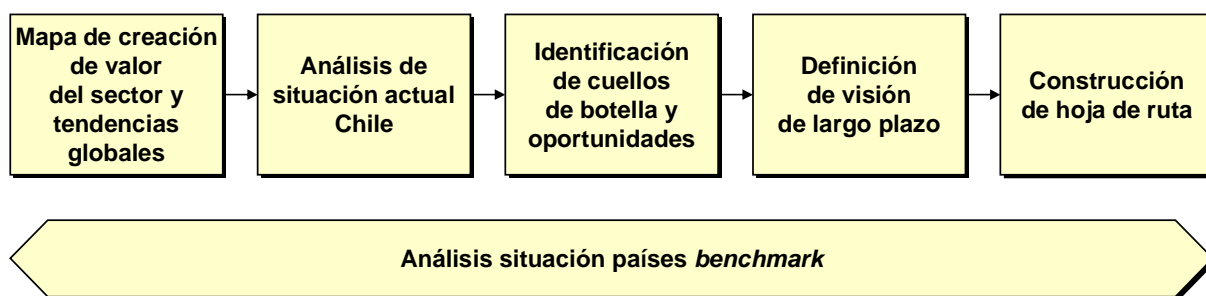 Mapa de creación
de valor
del sector y
tendencias
globales
Análisis de
situación actual
Chile
Identificación
de cuellos
de botella y
oportunidades
Definición
de visión
de largo plazo
Construcción
de hoja de ruta
Análisis situación países benchmark